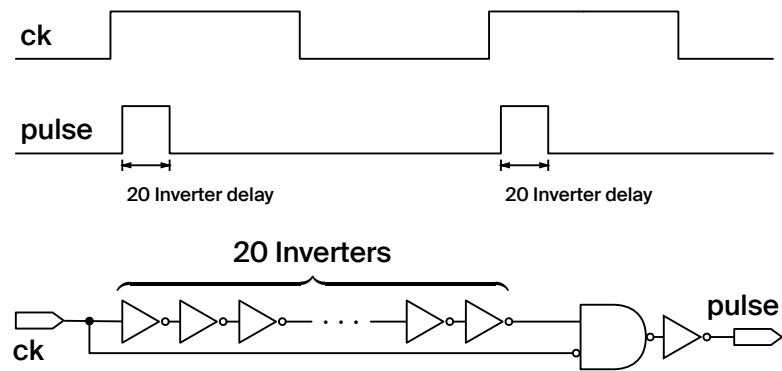 ck
pulse
20 Inverter delay
20 Inverter delay
20 Inverters
. . .
pulse
ck